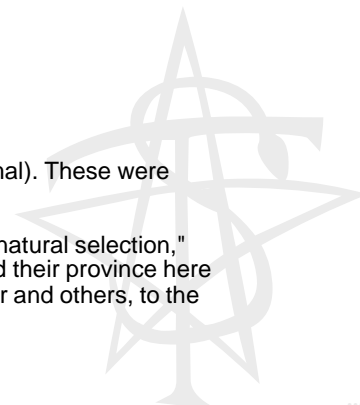 nal). These were
natural selection,"
d their province here
r and others, to the